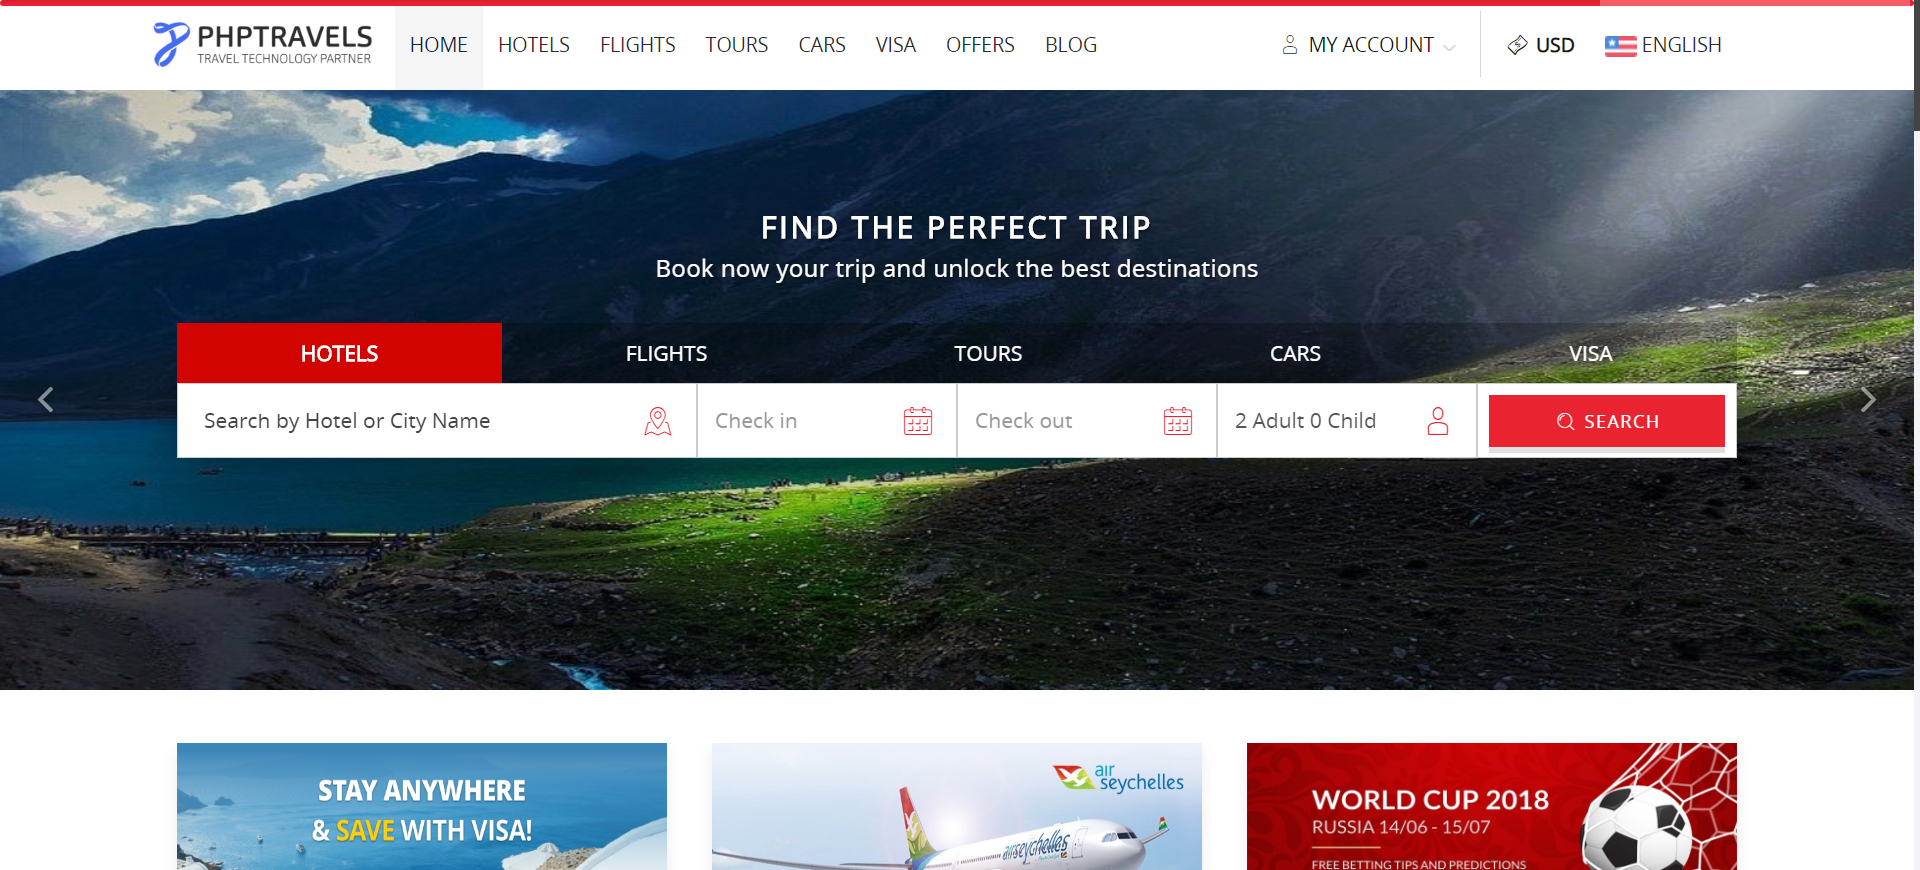 PHPTRAVELS
TRAVEL TECHNOLOGY PARTNER
HOME HOTELS FLIGHTS TOURS CARS VISA OFFERS BLOG
MY ACCOUNT
USD
ENGLISH
FIND THE PERFECT TRIP
Book now your trip and unlock the best destinations
HOTELS FLIGHTS TOURS CARS VISA
Search by Hotel or City Name
Check in
Check out
2 Adult 0 Child
SEARCH
STAY ANYWHERE
& SAVE WITH VISA!
air
seychelles
airseychelles
WORLD CUP 2018
RUSSIA 14/06 - 15/07
FREE BETTING TIPS AND PREDICTIONS